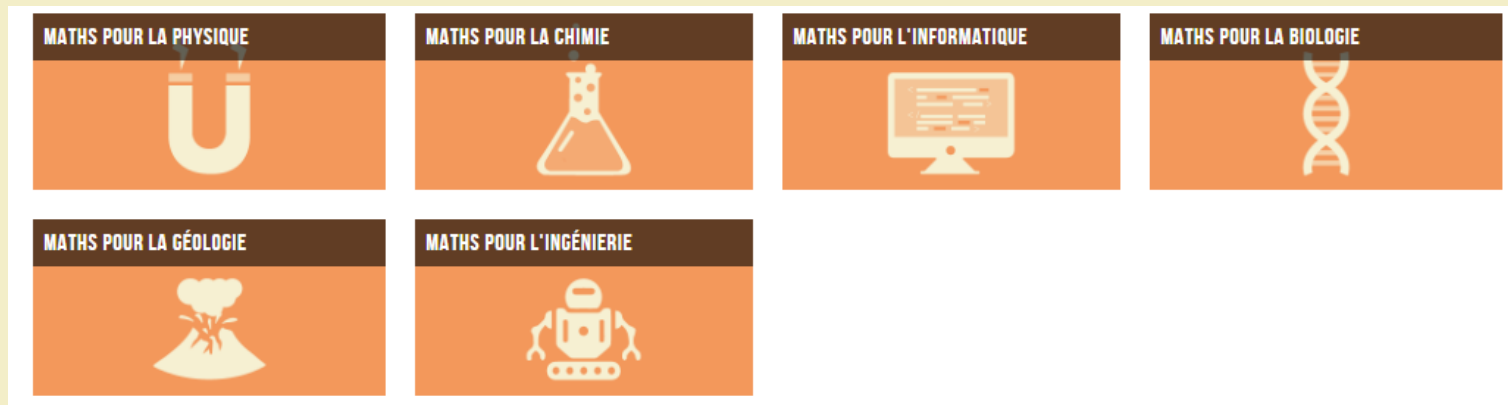 MATHS POUR LA PHYSIQUE
MATHS POUR LA CHIMIE
MATHS POUR L'INFORMATIQUE
MATHS POUR LA BIOLOGIE
MATHS POUR LA GÉOLOGIE
MATHS POUR L'INGÉNIERIE